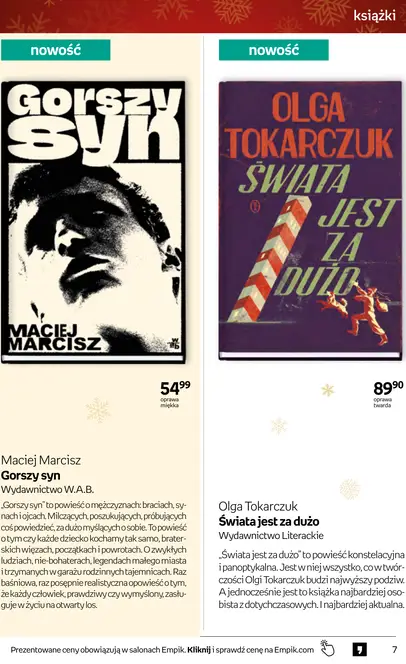 książki
nowość
Gorszy
syn
MACIEJ
MARCISZ
54⁹⁹
oprawa
miękka
Maciej Marcisz
Gorszy syn
Wydawnictwo W.A.B.
„Gorszy syn” to powieść o mężczyznach: braciach, sy-
nach i ojcach. Milczących, poszukujących, próbujących
coś powiedzieć, za dużo myślących o sobie. To powieść
o tym czy każde dziecko kochamy tak samo, brater-
skich więzach, początkach i powrotach. O zwykłych
ludziach, nie-bohaterach, legendach małego miasta
i trzymanych w garażu rodzinnych tajemnicach. Raz
baśniowa, raz posępnie realistyczna opowieść o tym,
że każdy człowiek, prawdziwy czy wymyślony, zasłu-
guje w życiu na otwarty los.
nowość
OLGA
TOKARCZUK
ŚWIATA
JEST
ZA
DUŻO
89⁹⁰
oprawa
twarda
Olga Tokarczuk
Świata jest za dużo
Wydawnictwo Literackie
„Świata jest za dużo” to powieść konstelacyjna
i panoptykalna. Jest w niej wszystko, co w twór-
czości Olgi Tokarczuk budzi najwyższy podziw.
A jednocześnie jest to książka najbardziej oso-
bista z dotychczasowych. I najbardziej aktualna.
Prezentowane ceny obowiązują w salonach Empik. Kliknij i sprawdź cenę na Empik.com
7